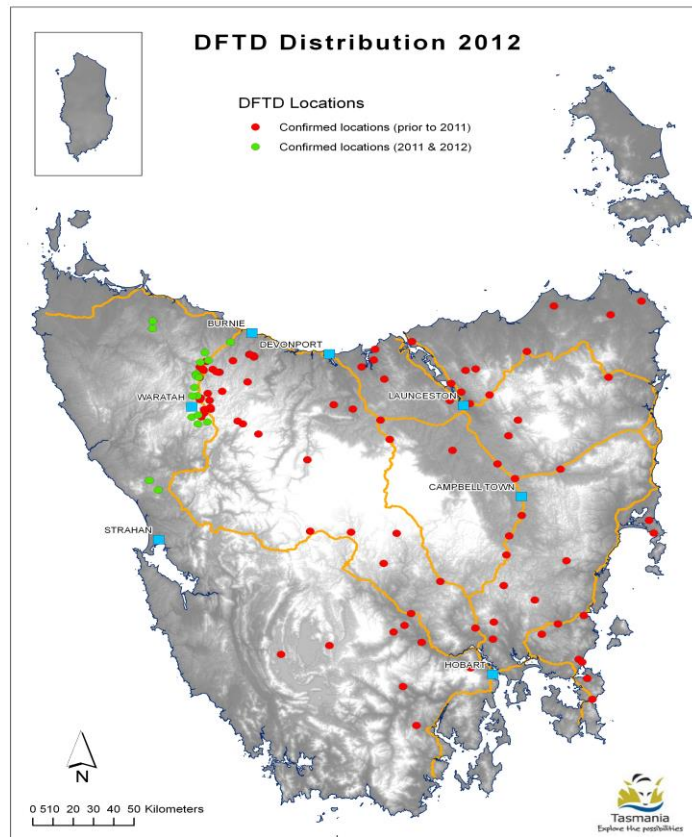 DFTD Distribution 2012
DFTD Locations
Confirmed locations (prior to 2011)
Confirmed locations (2011 & 2012)
BURNIE
DEVONPORT
WARATAH
LAUNCESTON
CAMPBELL TOWN
STRAHAN
HOBART
N
0 510 20 30 40 50 Kilometers
Tasmania
Explore the possibilities